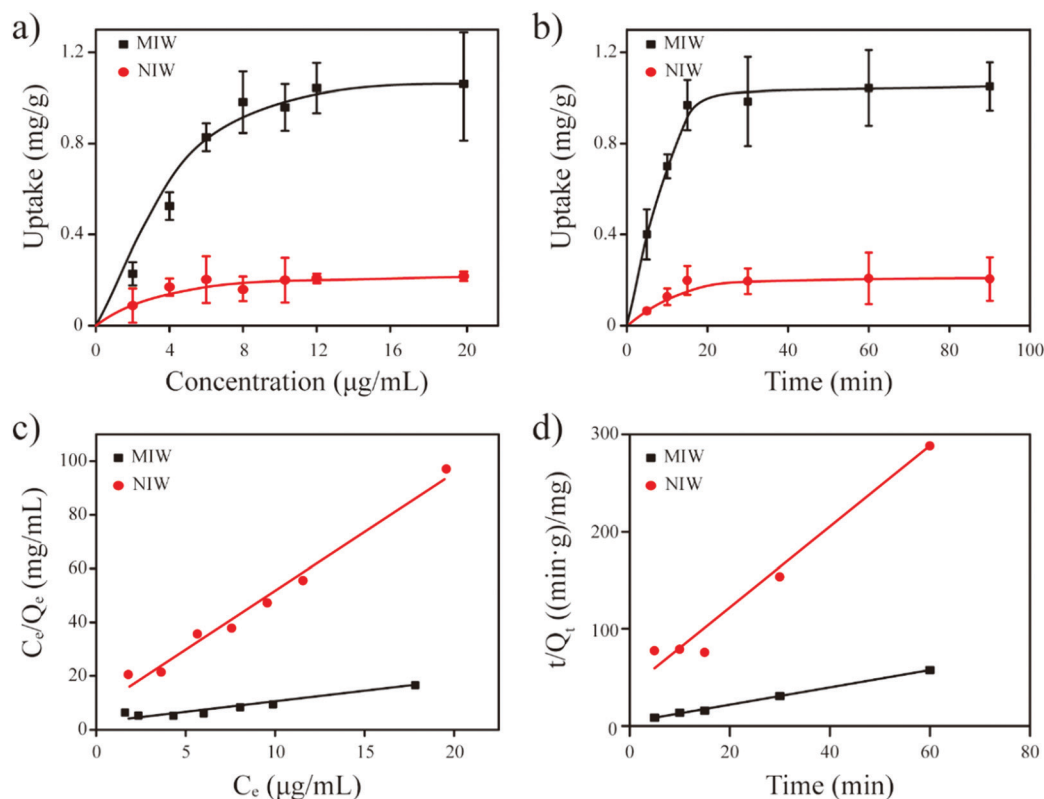 a)
MIW
NIW
Uptake (mg/g)
1.2
0.8
0.4
0
0 4 8 12 16 20
Concentration (μg/mL)
b)
MIW
NIW
Uptake (mg/g)
1.2
0.8
0.4
0
0 20 40 60 80 100
Time (min)
c)
MIW
NIW
Cₑ/Qₑ (mg/mL)
100
80
60
40
20
0
0 5 10 15 20
Cₑ (μg/mL)
d)
MIW
NIW
t/Qₜ ((min·g)/mg)
300
200
100
0
0 20 40 60 80
Time (min)